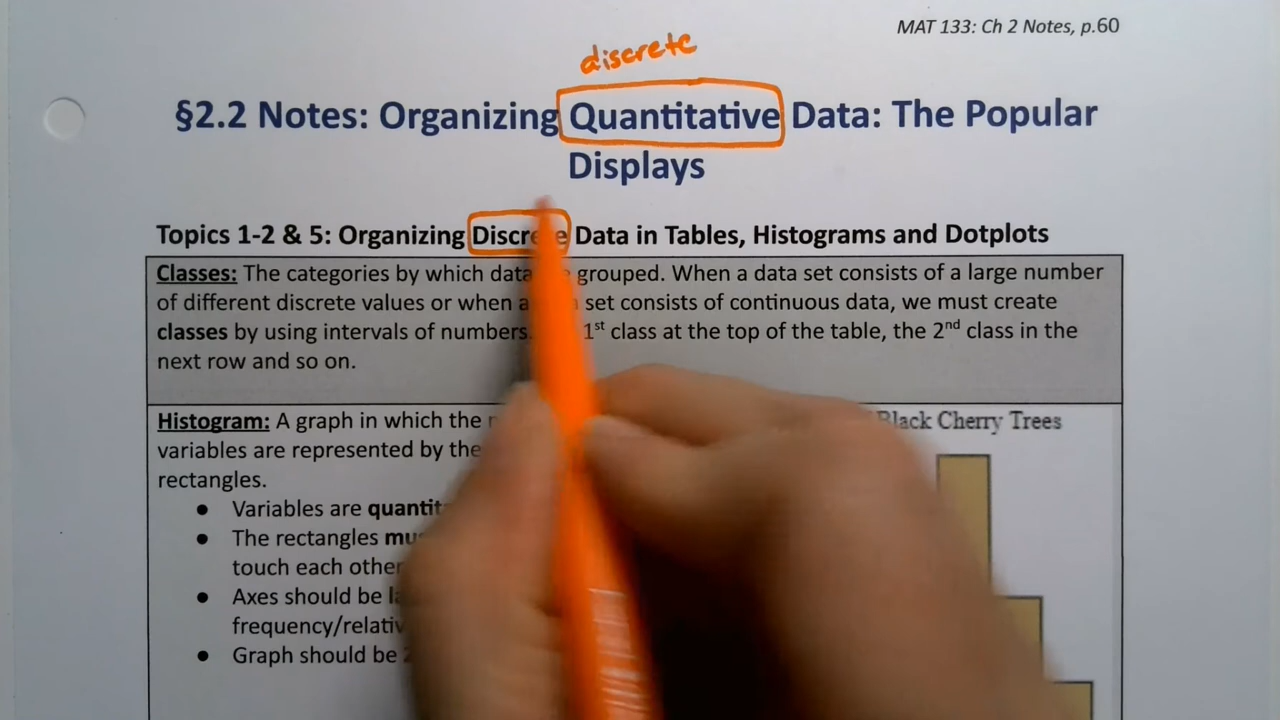 MAT 133: Ch 2 Notes, p.60
discrete
§2.2 Notes: Organizing Quantitative Data: The Popular
Displays
Topics 1-2 & 5: Organizing Discrete Data in Tables, Histograms and Dotplots
Classes: The categories by which data grouped. When a data set consists of a large number
of different discrete values or when a set consists of continuous data, we must create
classes by using intervals of numbers. 1st class at the top of the table, the 2nd class in the
next row and so on.
Histogram: A graph in which the
Black Cherry Trees
variables are represented by the
rectangles.
● Variables are
● The rectangles
touch each other
● Axes should be

● Graph should be